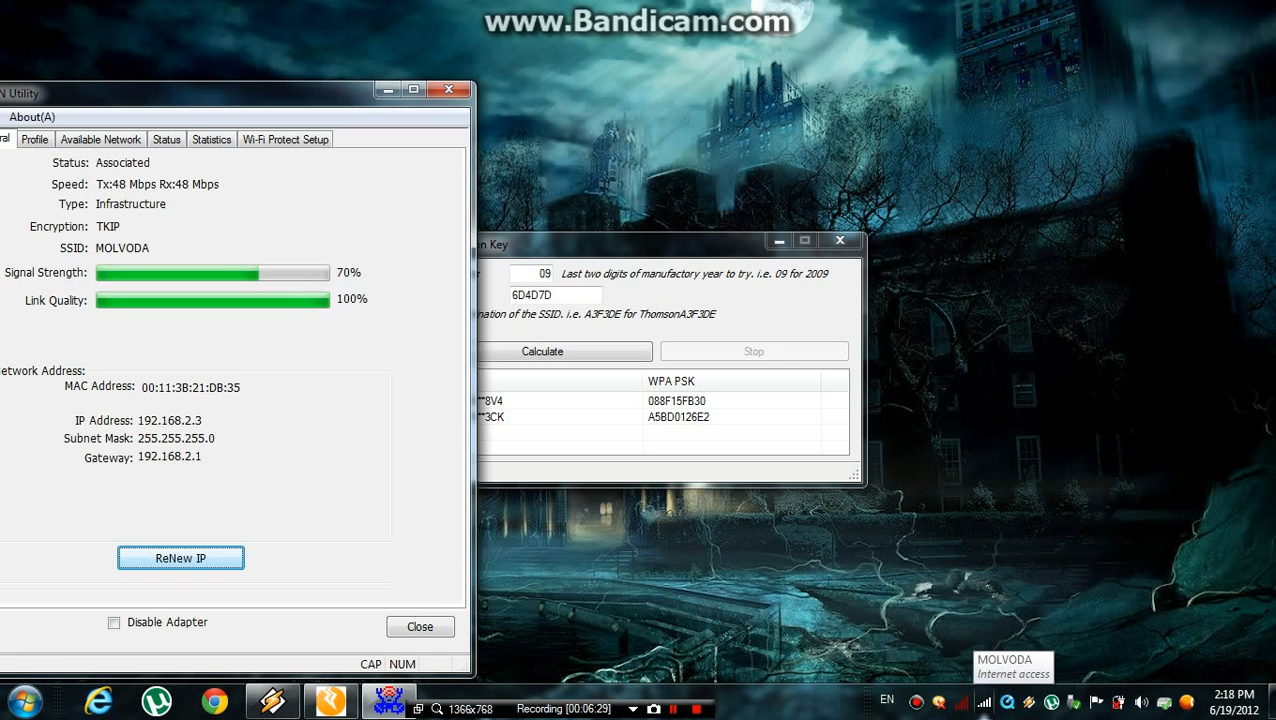 www.Bandicam.com
N Utility
About(A)
ral Profile Available Network Status Statistics Wi-Fi Protect Setup
Status: Associated
Speed: Tx:48 Mbps Rx:48 Mbps
Type: Infrastructure
Encryption: TKIP
SSID: MOLVODA
Signal Strength: 70%
Link Quality: 100%
etwork Address:
MAC Address: 00:11:3B:21:DB:35
IP Address: 192.168.2.3
Subnet Mask: 255.255.255.0
Gateway: 192.168.2.1
ReNew IP
Disable Adapter
Close
CAP NUM
on Key
: 09 Last two digits of manufactory year to try. i.e. 09 for 2009
6D4D7D
ination of the SSID. i.e. A3F3DE for ThomsonA3F3DE
Calculate Stop
WPA PSK
**8V4 088F15FB30
**3CK A5BD0126E2
MOLVODA
Internet access
1366x768 Recording [00:06:29]
EN
2:18 PM
6/19/2012